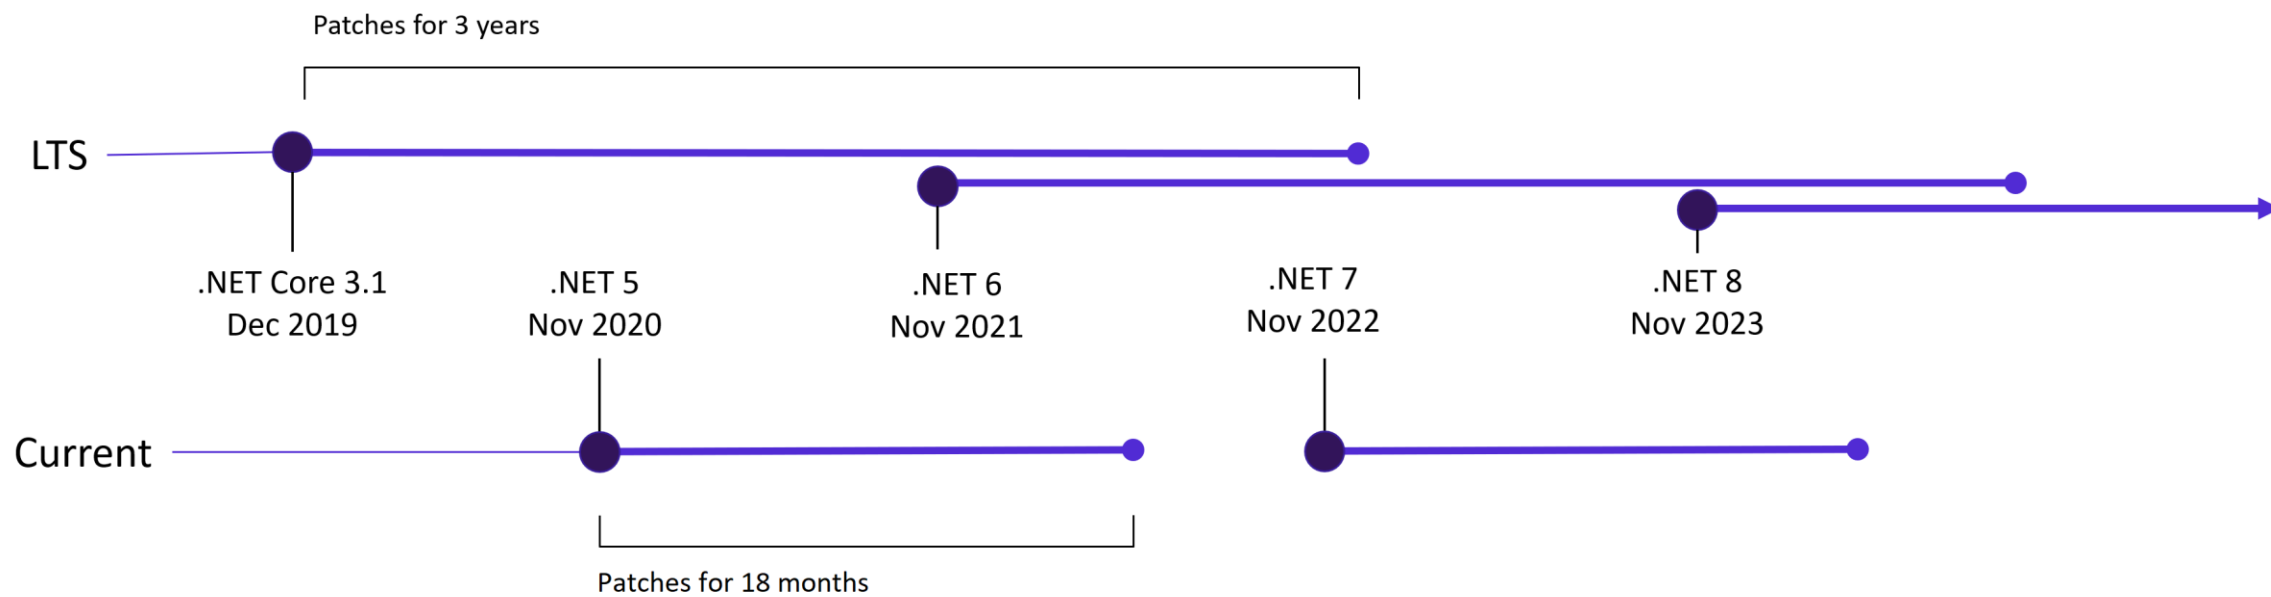 Patches for 3 years
LTS
.NET Core 3.1
Dec 2019
.NET 5
Nov 2020
.NET 6
Nov 2021
.NET 7
Nov 2022
.NET 8
Nov 2023
Current
Patches for 18 months